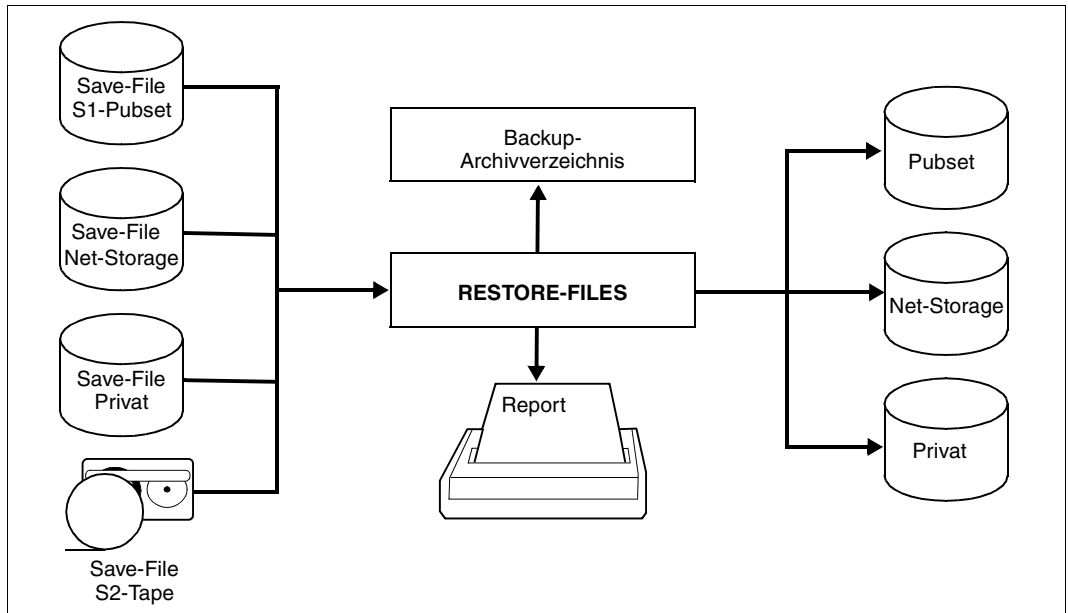 Save-File
S1-Pubset
Save-File
Net-Storage
Save-File
Privat
Save-File
S2-Tape
Backup-
Archivverzeichnis
RESTORE-FILES
Report
Pubset
Net-Storage
Privat